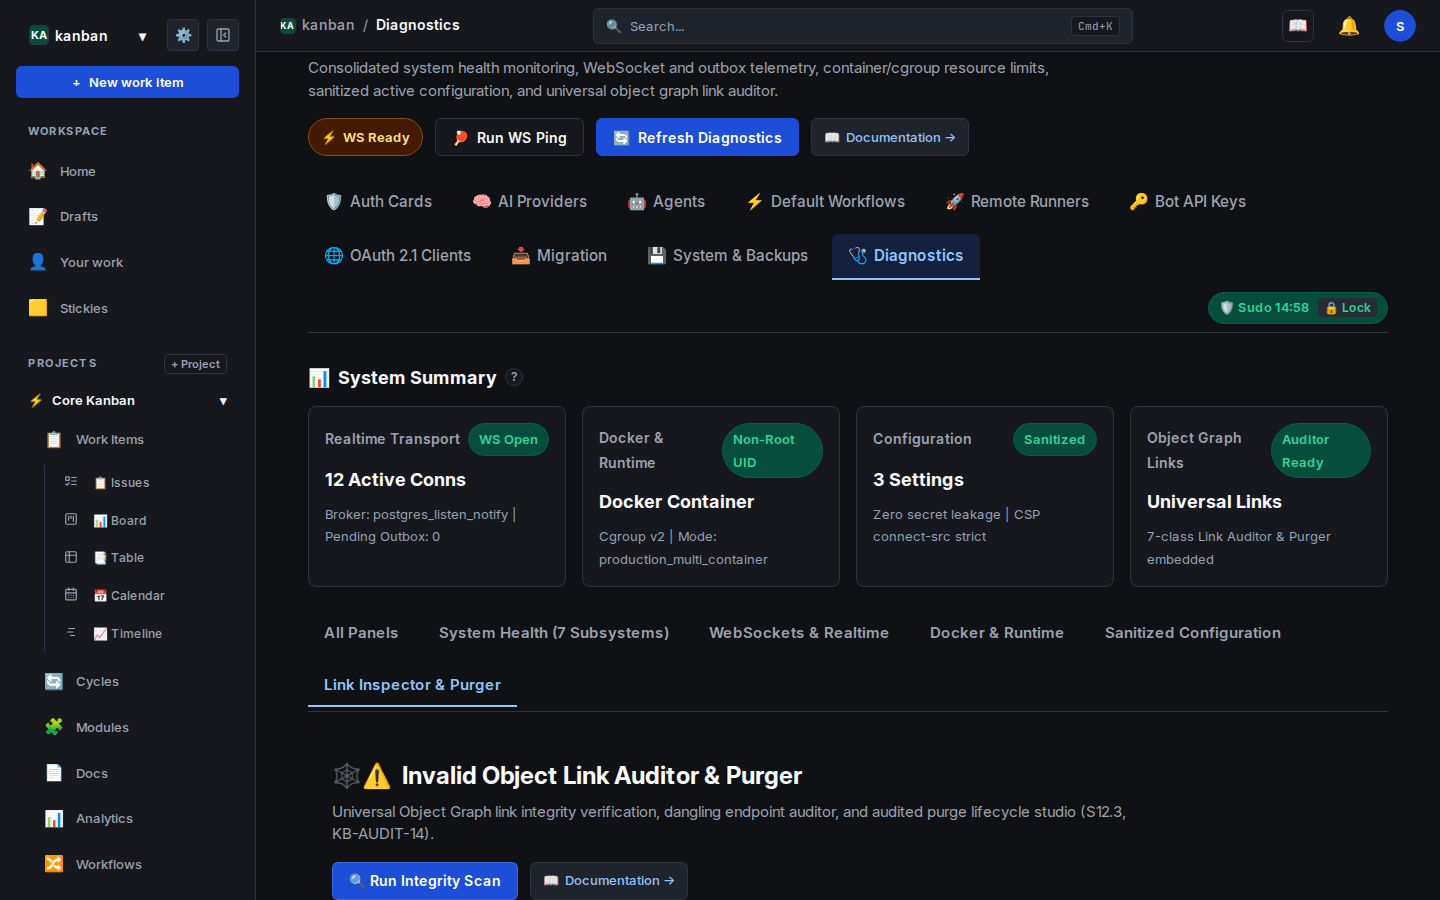 KA kanban ▾
+ New work item
WORKSPACE
Home
Drafts
Your work
Stickies
PROJECTS
+ Project
Core Kanban ▾
Work Items
Issues
Board
Table
Calendar
Timeline
Cycles
Modules
Docs
Analytics
Workflows
KA kanban / Diagnostics
Search...
Cmd+K
S
Consolidated system health monitoring, WebSocket and outbox telemetry, container/cgroup resource limits,
sanitized active configuration, and universal object graph link auditor.
WS Ready
Run WS Ping
Refresh Diagnostics
Documentation →
Auth Cards
AI Providers
Agents
Default Workflows
Remote Runners
Bot API Keys
OAuth 2.1 Clients
Migration
System & Backups
Diagnostics
Sudo 14:58
Lock
System Summary ?
Realtime Transport
WS Open
12 Active Conns
Broker: postgres_listen_notify |
Pending Outbox: 0
Docker &
Runtime
Non-Root
UID
Docker Container
Cgroup v2 | Mode:
production_multi_container
Configuration
Sanitized
3 Settings
Zero secret leakage | CSP
connect-src strict
Object Graph
Links
Auditor
Ready
Universal Links
7-class Link Auditor & Purger
embedded
All Panels
System Health (7 Subsystems)
WebSockets & Realtime
Docker & Runtime
Sanitized Configuration
Link Inspector & Purger
Invalid Object Link Auditor & Purger
Universal Object Graph link integrity verification, dangling endpoint auditor, and audited purge lifecycle studio (S12.3,
KB-AUDIT-14).
Run Integrity Scan
Documentation →